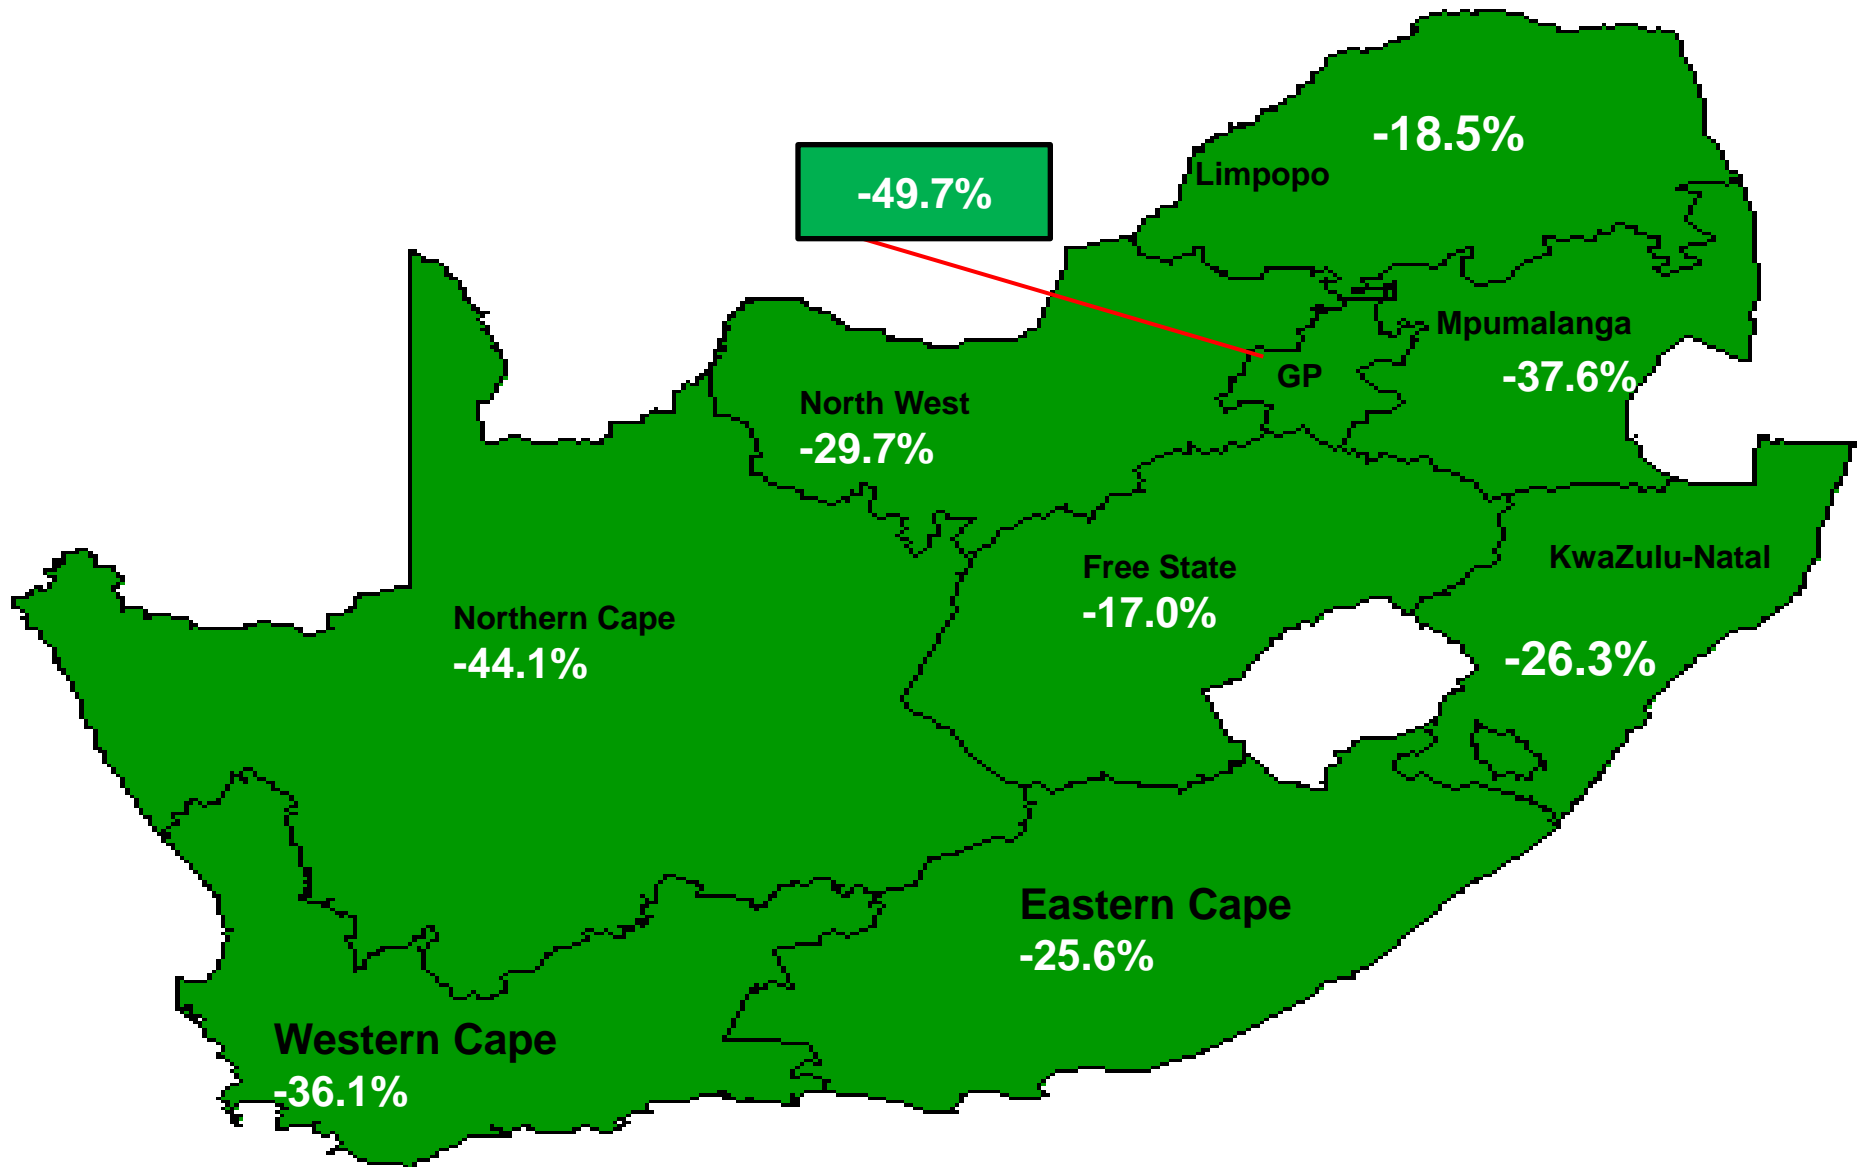 -18.5%
Limpopo
-49.7%
Mpumalanga
-37.6%
GP
North West
-29.7%
KwaZulu-Natal
-26.3%
Free State
-17.0%
Northern Cape
-44.1%
Eastern Cape
-25.6%
Western Cape
-36.1%